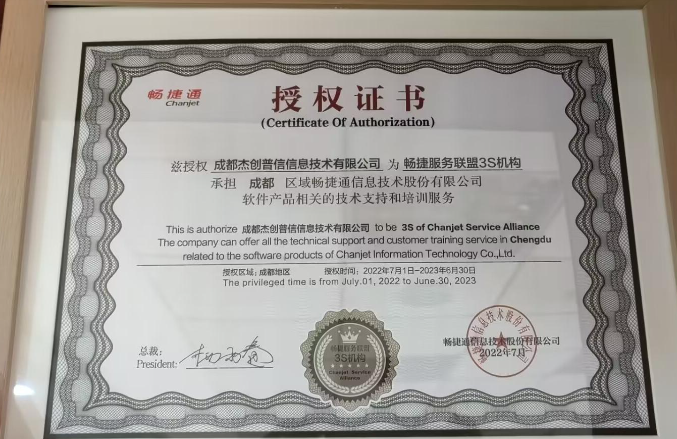 畅捷通
Chanjet
授权证书
(Certificate Of Authorization)
兹授权 成都杰创普信信息技术有限公司 为 畅捷服务联盟3S机构
承担 成都 区域畅捷通信息技术股份有限公司
软件产品相关的技术支持和培训服务
This is authorize 成都杰创普信信息技术有限公司 to be 3S of Chanjet Service Alliance
The company can offer all the technical support and customer training service in Chengdu
related to the software products of Chanjet Information Technology Co.,Ltd.
授权区域: 成都地区 授权时间: 2022年7月1日-2023年6月30日
The privileged time is from July.01, 2022 to June.30, 2023
总裁:
President:
畅捷服务联盟
3S机构
Chanjet Service
Alliance
畅捷通信息技术股份有限公司
2022年7月